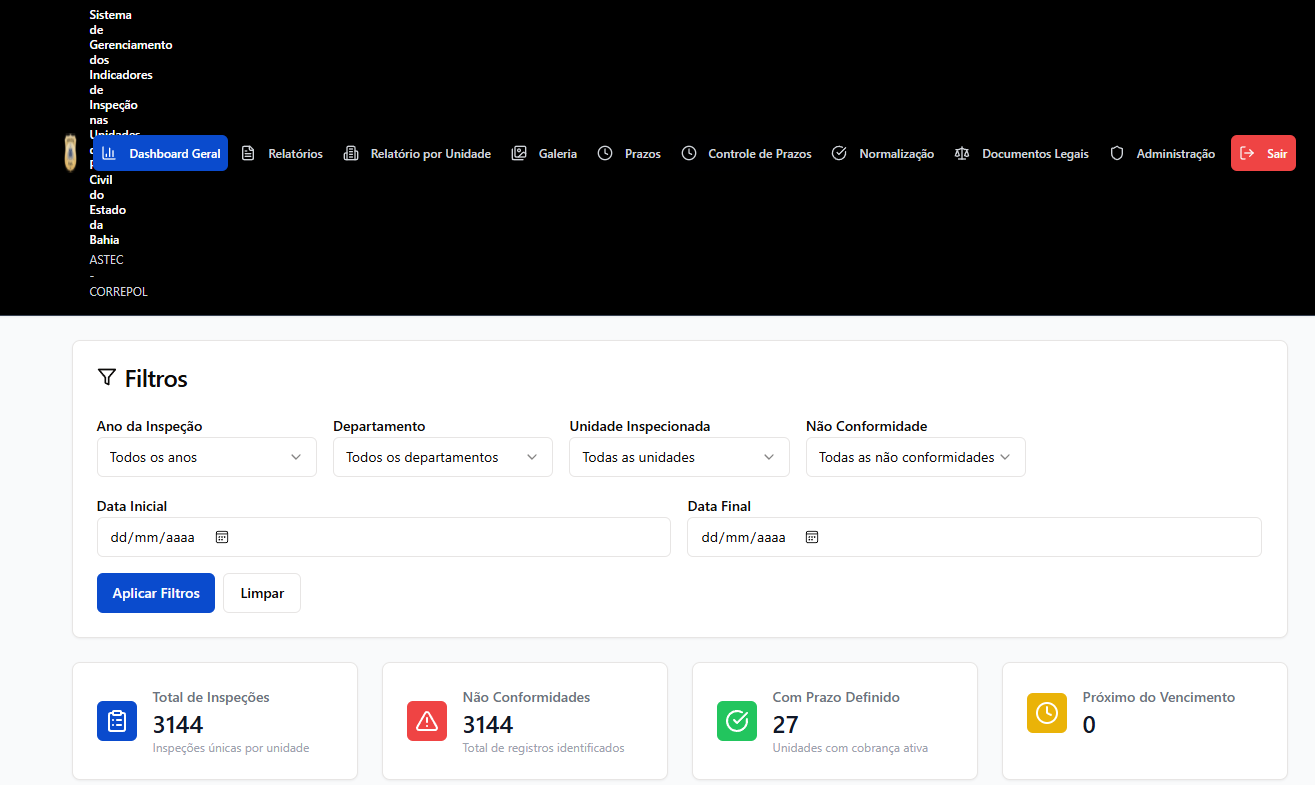 Sistema
de
Gerenciamento
dos
Indicadores
de
Inspeção
nas
Unidades
Civil
do
Estado
da
Bahia
ASTEC
-
CORREPOL
Dashboard Geral
Relatórios
Relatório por Unidade
Galeria
Prazos
Controle de Prazos
Normalização
Documentos Legais
Administração
Sair
Filtros
Ano da Inspeção
Todos os anos
Departamento
Todos os departamentos
Unidade Inspecionada
Todas as unidades
Não Conformidade
Todas as não conformidades
Data Inicial
dd/mm/aaaa
Data Final
dd/mm/aaaa
Aplicar Filtros
Limpar
Total de Inspeções
3144
Inspeções únicas por unidade
Não Conformidades
3144
Total de registros identificados
Com Prazo Definido
27
Unidades com cobrança ativa
Próximo do Vencimento
0